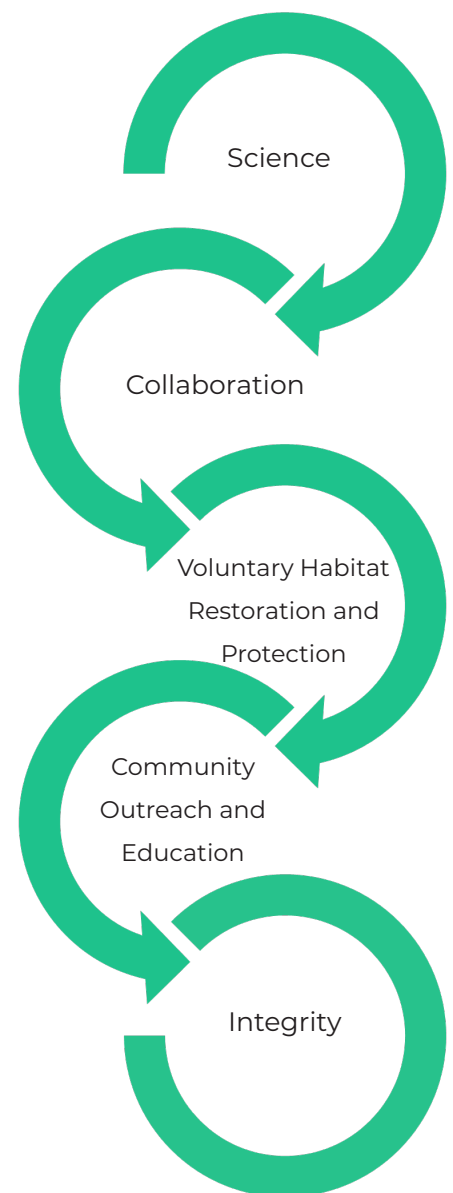 Science
Collaboration
Voluntary Habitat
Restoration and
Protection
Community
Outreach and
Education
Integrity